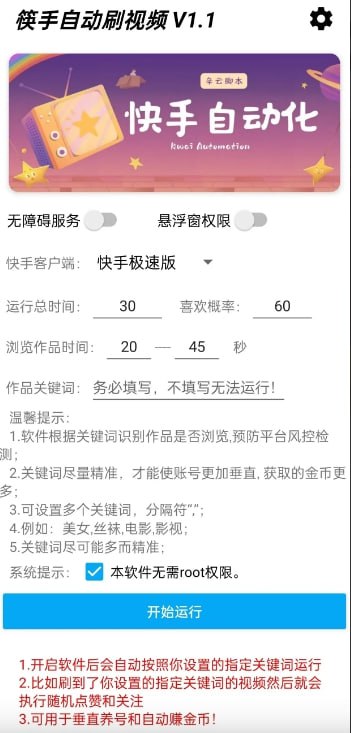 筷手自动刷视频 V1.1
辛云脚本
快手自动化
Kwai Automation
无障碍服务 悬浮窗权限
快手客户端： 快手极速版
运行总时间： 30 喜欢概率： 60
浏览作品时间： 20 — 45 秒
作品关键词： 务必填写，不填写无法运行！
温馨提示：
1.软件根据关键词识别作品是否浏览,预防平台风控检
测；
2.关键词尽量精准，才能使账号更加垂直, 获取的金币更
多；
3.可设置多个关键词，分隔符“,”；
4.例如：美女,丝袜,电影,影视；
5.关键词尽可能多而精准；
系统提示： 本软件无需root权限。
开始运行
1.开启软件后会自动按照你设置的指定关键词运行
2.比如刷到了你设置的指定关键词的视频然后就会
执行随机点赞和关注
3.可用于垂直养号和自动赚金币！